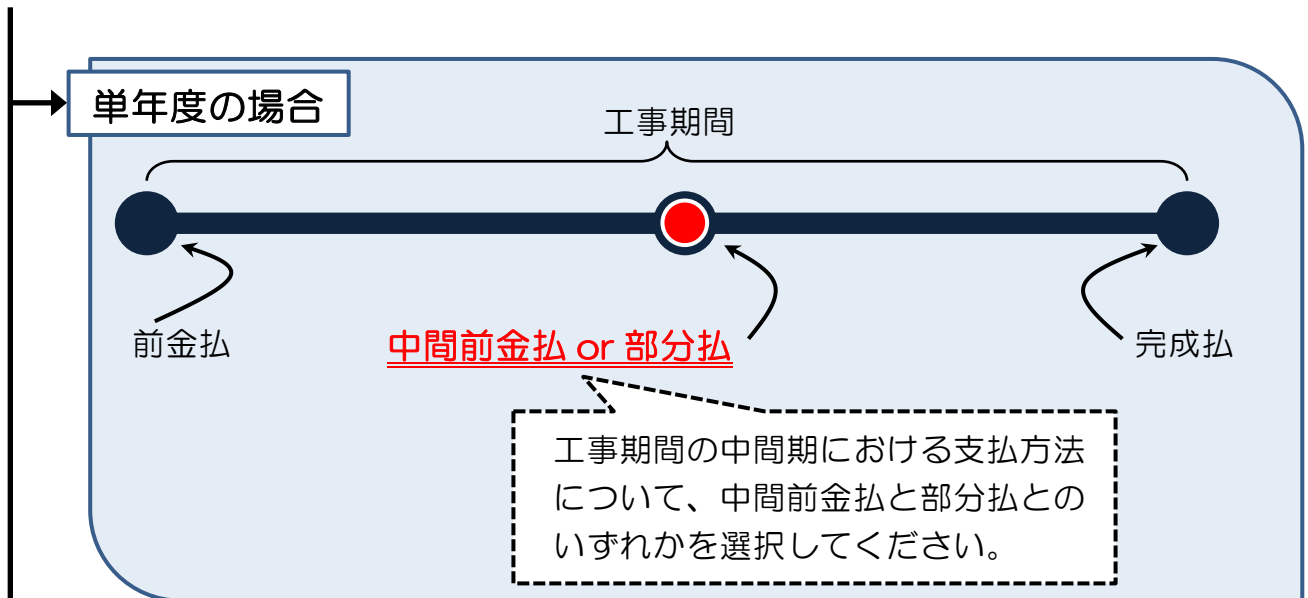 単年度の場合
工事期間
前金払
中間前金払 or 部分払
完成払
工事期間の中間期における支払方法
について、中間前金払と部分払との
いずれかを選択してください。